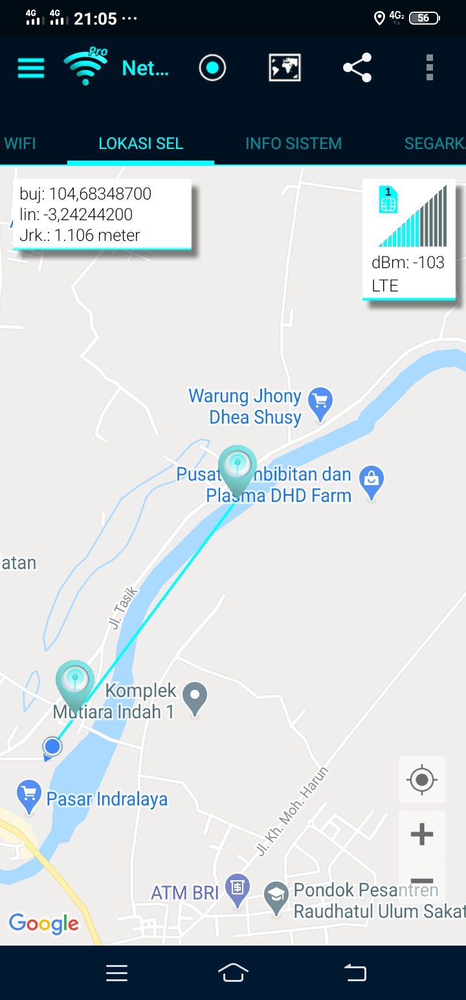 4G 4G 21:05 ··· 4G2 56
Pro
Net...
WIFI LOKASI SEL INFO SISTEM SEGARK
buj: 104,68348700
lin: -3,24244200
Jrk.: 1.106 meter
1
dBm: -103
LTE
Warung Jhony
Dhea Shusy
Pusat mbibitan dan
Plasma DHD Farm
atan
Jl. Tasik
Komplek
Mutiara Indah 1
Pasar Indralaya
Jl. Kh. Moh. Harun
ATM BRI
Pondok Pesantren
Raudhatul Ulum Sakat
Google